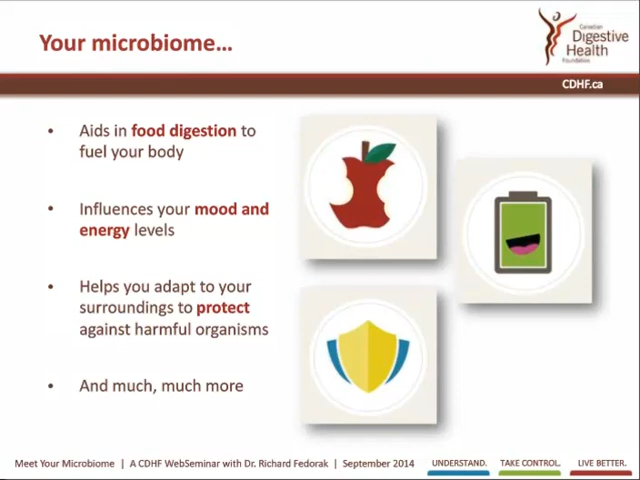 Your microbiome…
Canadian
Digestive
Health
Foundation
CDHF.ca
• Aids in food digestion to
fuel your body
• Influences your mood and
energy levels
• Helps you adapt to your
surroundings to protect
against harmful organisms
• And much, much more
Meet Your Microbiome | A CDHF WebSeminar with Dr. Richard Fedorak | September 2014
UNDERSTAND. TAKE CONTROL. LIVE BETTER.